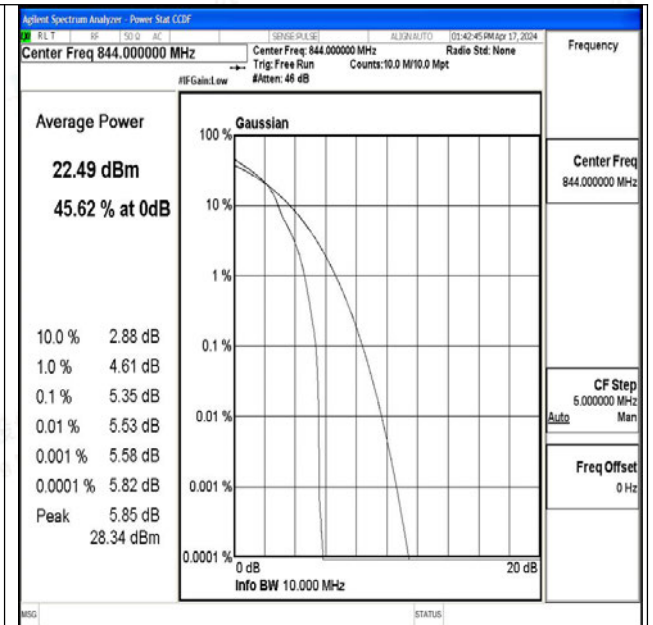 Agilent Spectrum Analyzer - Power Stat CCDF
RL T RF 50 Ω AC SENSE:PULSE ALIGN AUTO 01:42:45 PM Apr 17, 2024
Center Freq 844.000000 MHz
Center Freq: 844.000000 MHz Radio Std: None
Trig: Free Run Counts:10.0 M/10.0 Mpt
#IFGain:Low #Atten: 46 dB
Frequency
Average Power
22.49 dBm
45.62 % at 0dB
10.0 % 2.88 dB
1.0 % 4.61 dB
0.1 % 5.35 dB
0.01 % 5.53 dB
0.001 % 5.58 dB
0.0001 % 5.82 dB
Peak 5.85 dB
28.34 dBm
Gaussian
100 %
10 %
1 %
0.1 %
0.01 %
0.001 %
0.0001 %
0 dB 20 dB
Info BW 10.000 MHz
Center Freq
844.000000 MHz
CF Step
5.000000 MHz
Auto Man
Freq Offset
0 Hz
MSG STATUS